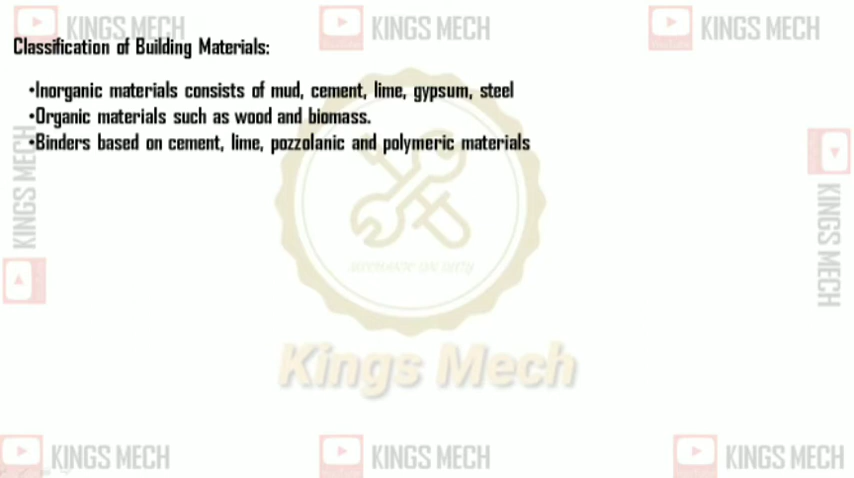 KINGS MECH KINGS MECH KINGS MECH
Classification of Building Materials:
•Inorganic materials consists of mud, cement, lime, gypsum, steel
•Organic materials such as wood and biomass.
•Binders based on cement, lime, pozzolanic and polymeric materials
KINGS MECH
KINGS MECH
Kings Mech
KINGS MECH KINGS MECH KINGS MECH